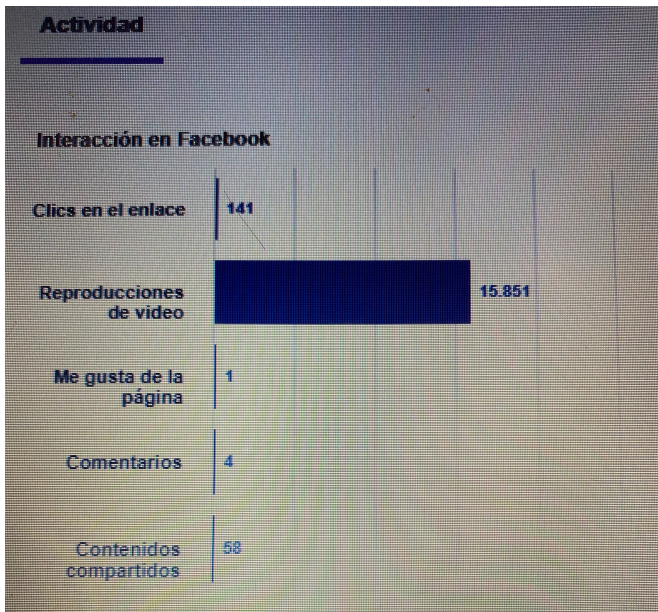 Actividad
Interacción en Facebook
Clics en el enlace 141
Reproducciones
de video 15.851
Me gusta de la
página 1
Comentarios 4
Contenidos
compartidos 58